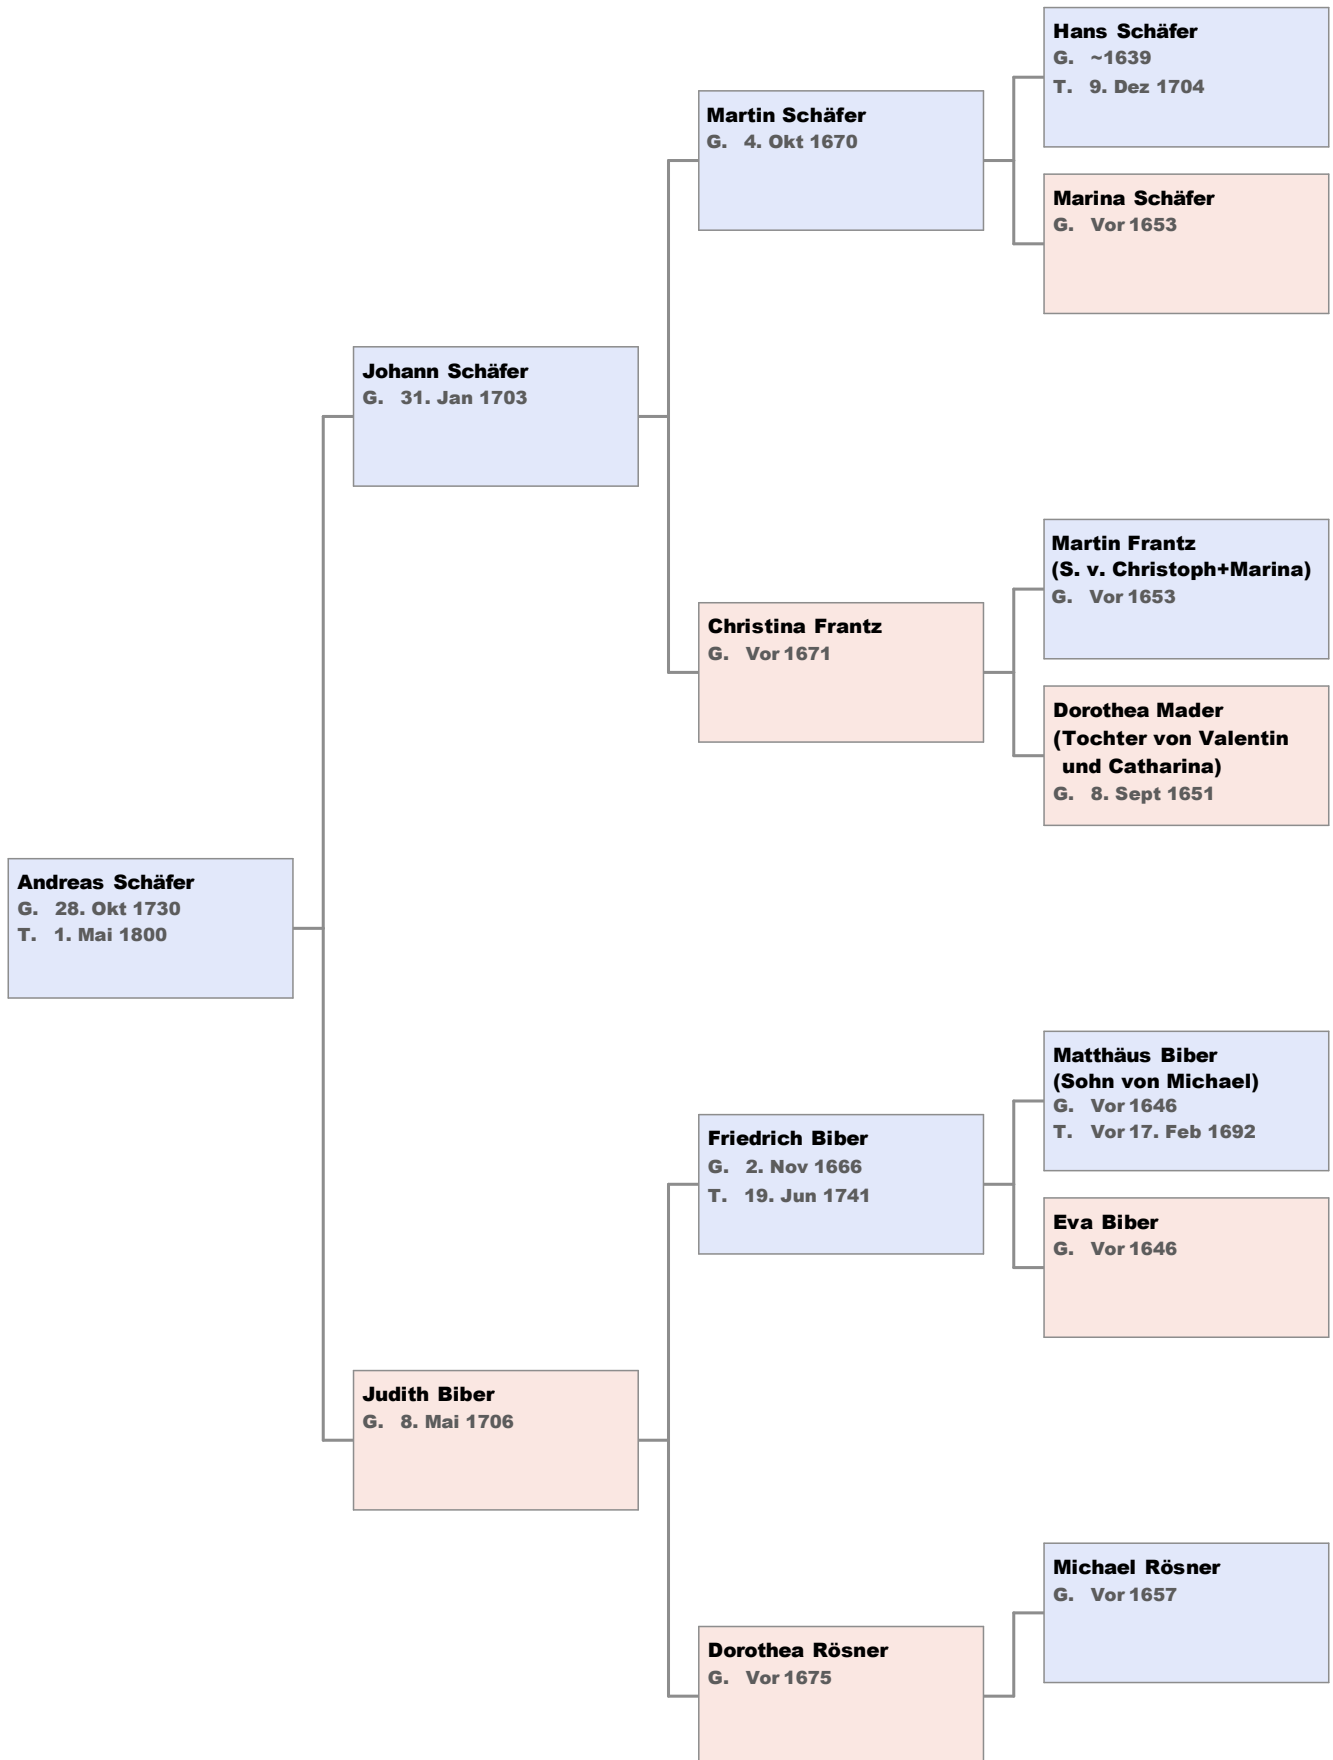 Hans Schäfer
G. ~1639
T. 9. Dez 1704
Martin Schäfer
G. 4. Okt 1670
Marina Schäfer
G. Vor 1653
Johann Schäfer
G. 31. Jan 1703
Martin Frantz
(S. v. Christoph+Marina)
G. Vor 1653
Christina Frantz
G. Vor 1671
Dorothea Mader
(Tochter von Valentin
und Catharina)
G. 8. Sept 1651
Andreas Schäfer
G. 28. Okt 1730
T. 1. Mai 1800
Matthäus Biber
(Sohn von Michael)
G. Vor 1646
T. Vor 17. Feb 1692
Friedrich Biber
G. 2. Nov 1666
T. 19. Jun 1741
Eva Biber
G. Vor 1646
Judith Biber
G. 8. Mai 1706
Michael Rösner
G. Vor 1657
Dorothea Rösner
G. Vor 1675